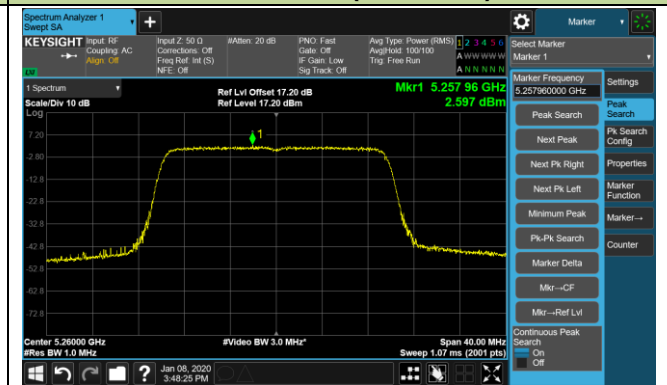 Spectrum Analyzer 1
Swept SA
+
Marker
KEYSIGHT
Input: RF
Coupling: AC
Align: Off
Input Z: 50 Ω
Corrections: Off
Freq Ref: Int (S)
NFE: Off
#Atten: 20 dB
PNO: Fast
Gate: Off
IF Gain: Low
Sig Track: Off
Avg Type: Power (RMS)
Avg|Hold: 100/100
Trig: Free Run
1 2 3 4 5 6
A W W W W W
A N N N N N
LVI
Select Marker
Marker 1
1 Spectrum
Scale/Div 10 dB
Log
Ref Lvl Offset 17.20 dB
Ref Level 17.20 dBm
Mkr1 5.257 96 GHz
2.597 dBm
Marker Frequency
5.257960000 GHz
Peak Search
Next Peak
Next Pk Right
Next Pk Left
Minimum Peak
Pk-Pk Search
Marker Delta
Mkr→CF
Mkr→Ref Lvl
Continuous Peak
Search
On
Off
Settings
Peak
Search
Pk Search
Config
Properties
Marker
Function
Marker→
Counter
1
7.20
-2.80
-12.8
-22.8
-32.8
-42.8
-52.8
-62.8
-72.8
Center 5.26000 GHz
#Res BW 1.0 MHz
#Video BW 3.0 MHz*
Span 40.00 MHz
Sweep 1.07 ms (2001 pts)
?
Jan 08, 2020
3:48:25 PM